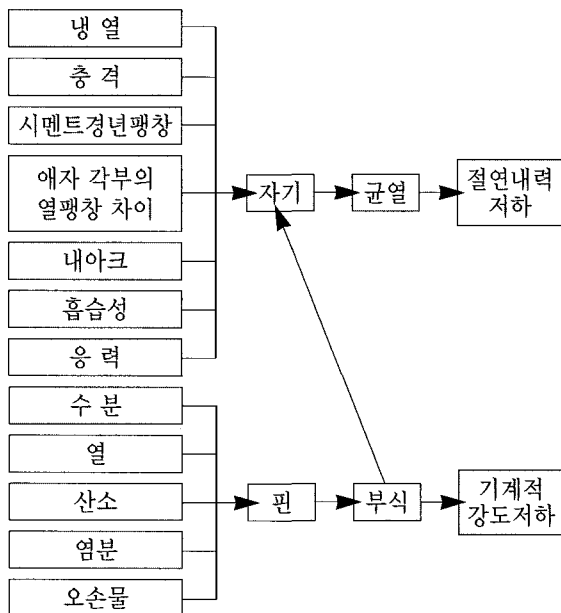 냉 열
충 격
시멘트경년팽창
애자 각부의
열팽창 차이
내아크
흡습성
응 력
자기
균열
절연내력
저하
수 분
열
산소
염분
오손물
핀
부식
기계적
강도저하